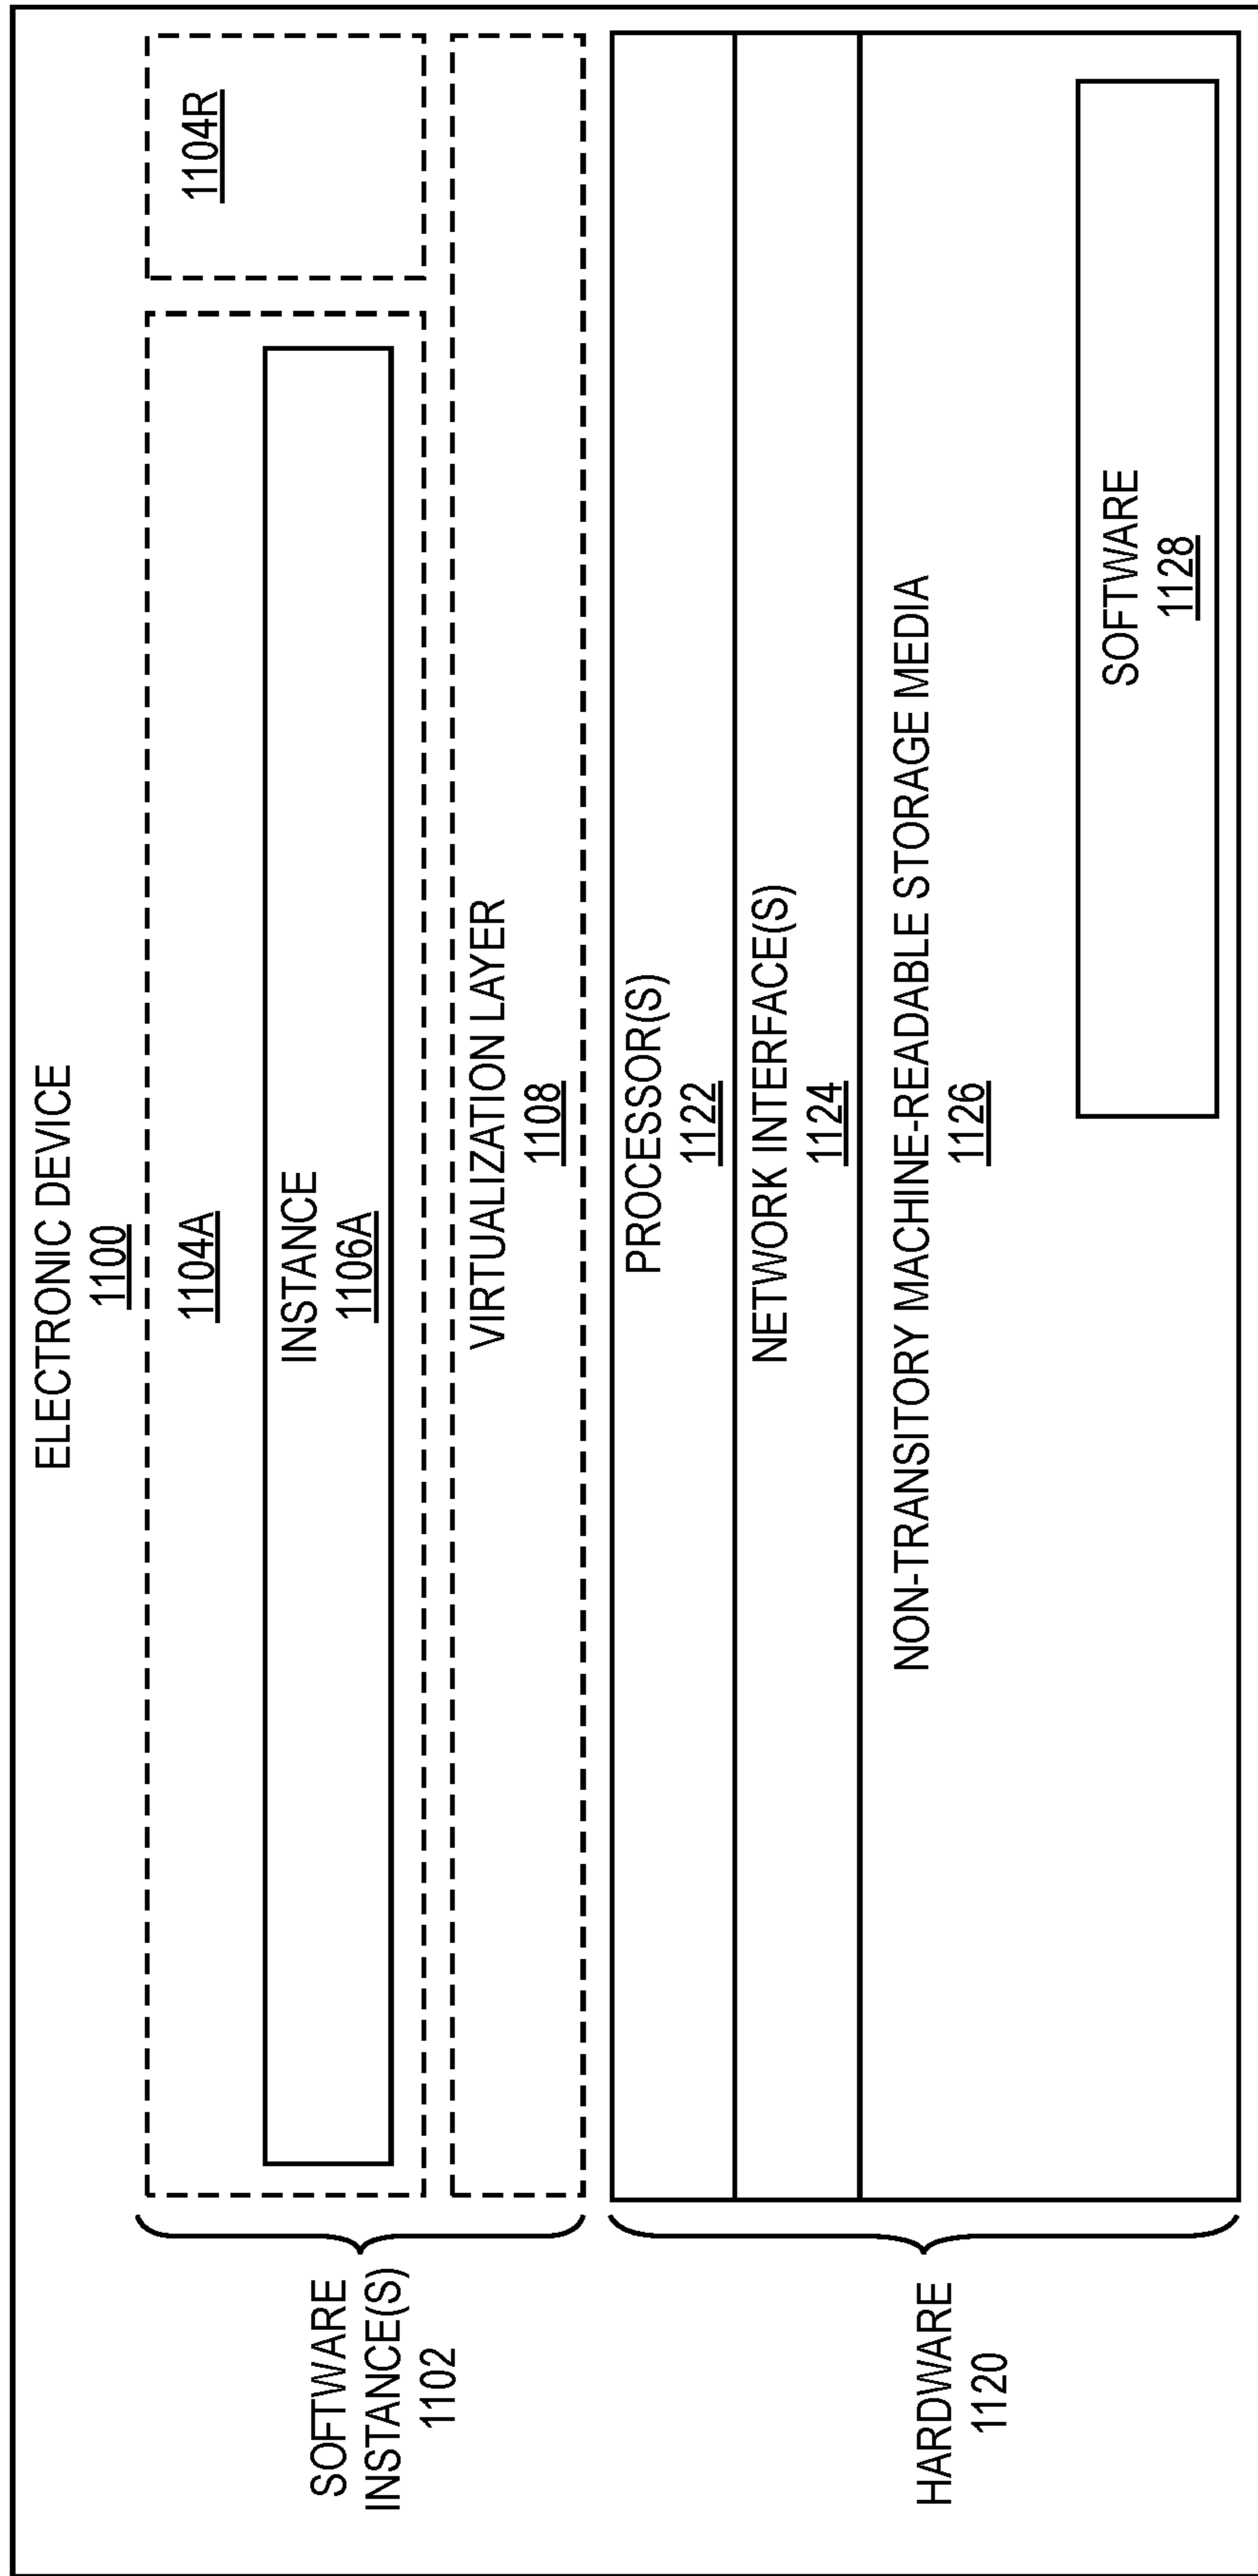 ELECTRONIC DEVICE
1100
SOFTWARE
INSTANCE(S)
1102
1104A
1104R
INSTANCE
1106A
VIRTUALIZATION LAYER
1108
HARDWARE
1120
PROCESSOR(S)
1122
NETWORK INTERFACE(S)
1124
NON-TRANSITORY MACHINE-READABLE STORAGE MEDIA
1126
SOFTWARE
1128